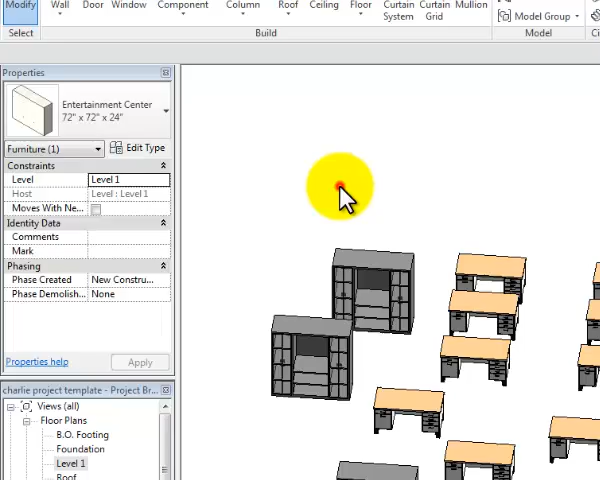 Modify Wall Door Window Component Column Roof Ceiling Floor Curtain System Curtain Grid Mullion
Model Group
Select Build Model
Properties
Entertainment Center
72" x 72" x 24"
Furniture (1) Edit Type
Constraints
Level Level 1
Host Level : Level 1
Moves With Ne...
Identity Data
Comments
Mark
Phasing
Phase Created New Constru...
Phase Demolish... None
Properties help Apply
charlie project template - Project Br...
Views (all)
Floor Plans
B.O. Footing
Foundation
Level 1
Roof